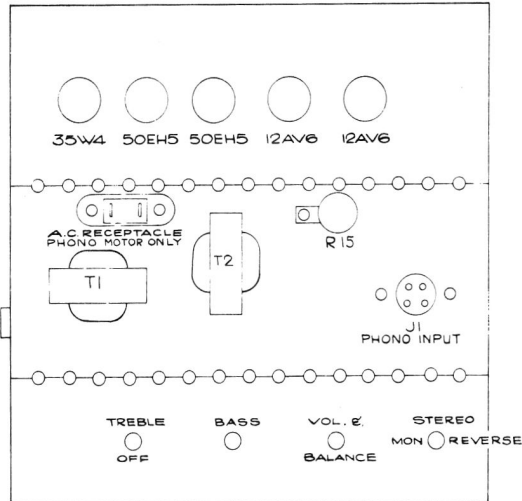 35W4 50EH5 50EH5 12AV6 12AV6
A.C. RECEPTACLE
PHONO MOTOR ONLY
R15
T1
T2
J1
PHONO INPUT
TREBLE
OFF
BASS
VOL. &
BALANCE
STEREO
MON REVERSE